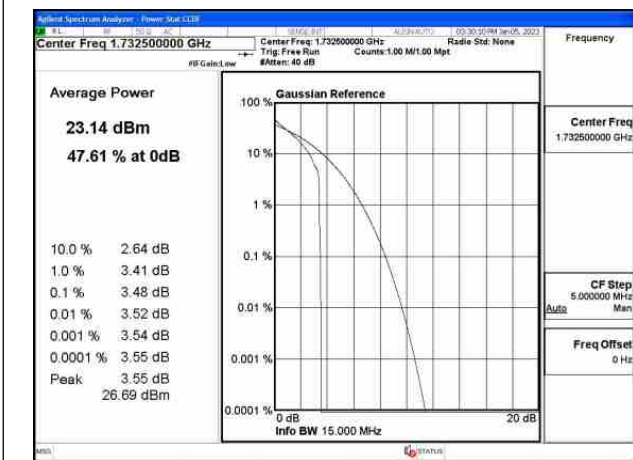 Agilent Spectrum Analyzer - Power Stat CCDF
RL RF 50 Ω AC SENSE:INT ALIGN AUTO 03:30:10 PM Jan 05, 2023
Center Freq 1.732500000 GHz
Center Freq: 1.732500000 GHz Radio Std: None
Trig: Free Run Counts:1.00 M/1.00 Mpt
#IFGain:Low #Atten: 40 dB
Frequency
Average Power
23.14 dBm
47.61 % at 0dB
10.0 % 2.64 dB
1.0 % 3.41 dB
0.1 % 3.48 dB
0.01 % 3.52 dB
0.001 % 3.54 dB
0.0001 % 3.55 dB
Peak 3.55 dB
26.69 dBm
Gaussian Reference
100 %
10 %
1 %
0.1 %
0.01 %
0.001 %
0.0001 %
0 dB 20 dB
Info BW 15.000 MHz
Center Freq
1.732500000 GHz
CF Step
5.000000 MHz
Auto Man
Freq Offset
0 Hz
MSG STATUS